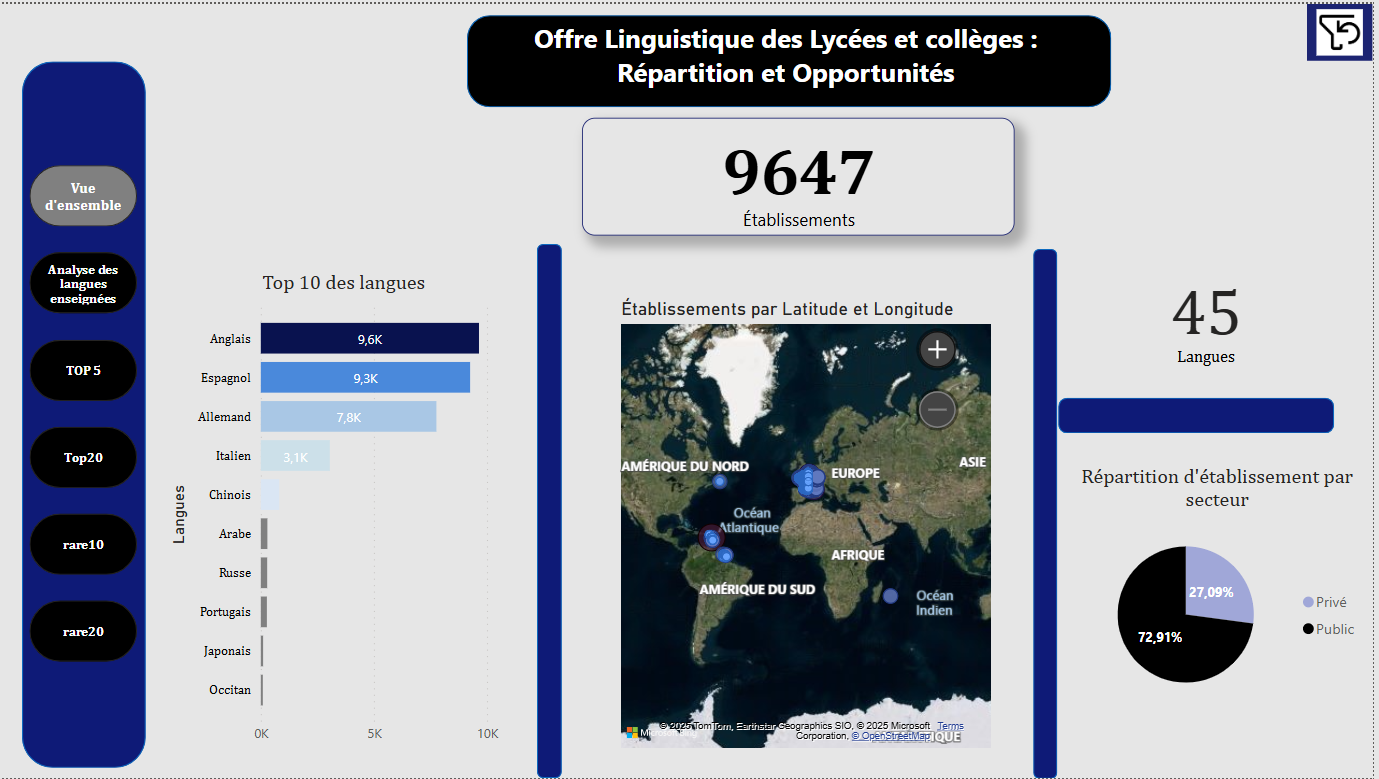 Offre Linguistique des Lycées et collèges :
Répartition et Opportunités
9647
Établissements
Vue
d'ensemble
Analyse des
langues
enseignées
TOP 5
Top20
rare10
rare20
Top 10 des langues
Langues
Anglais
9,6K
Espagnol
9,3K
Allemand
7,8K
Italien
3,1K
Chinois
Arabe
Russe
Portugais
Japonais
Occitan
0K
5K
10K
Établissements par Latitude et Longitude
AMÉRIQUE DU NORD
EUROPE
ASIE
Océan
Atlantique
AFRIQUE
AMÉRIQUE DU SUD
Océan
Indien
© 2025 TomTom, Earthstar Geographics SIO, © 2025 Microsoft Terms
Corporation, © OpenStreetMap
45
Langues
Répartition d'établissement par
secteur
27,09%
72,91%
Privé
Public